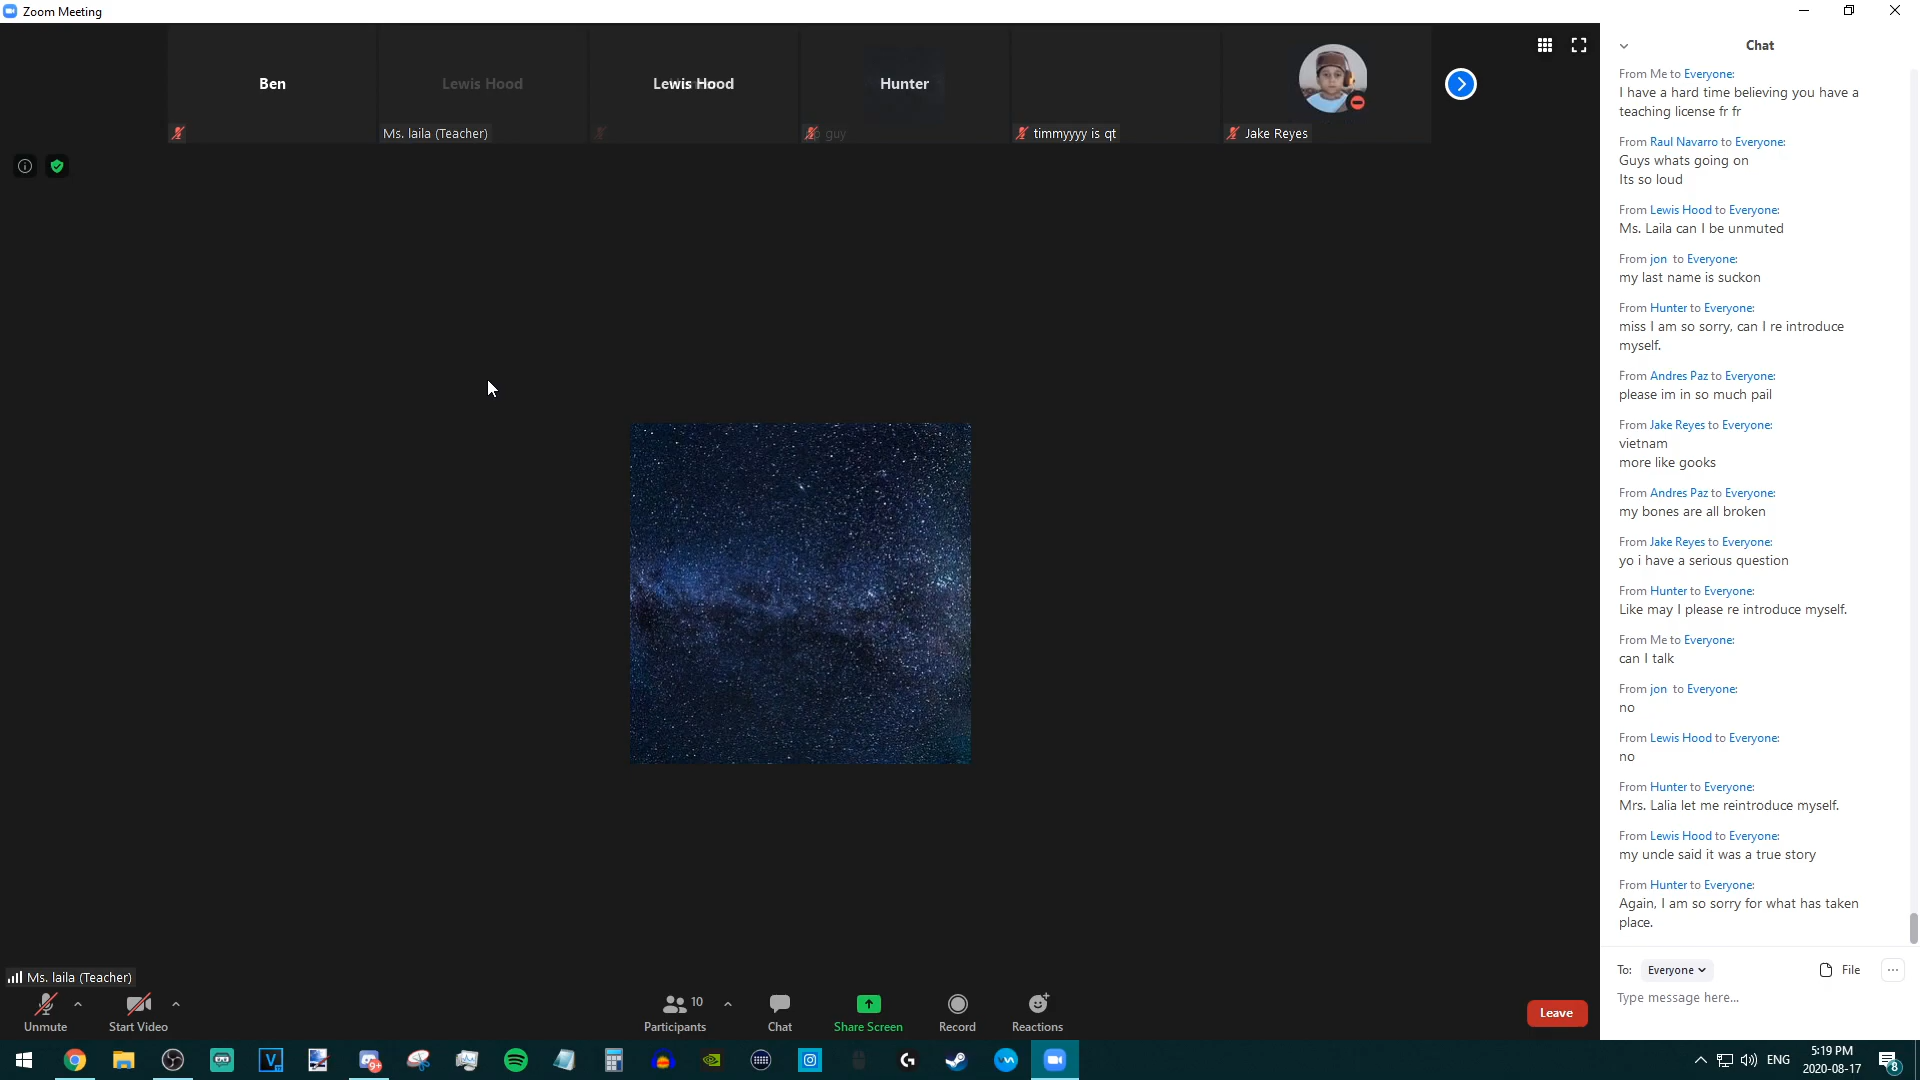 Zoom Meeting
Ben
Lewis Hood
Lewis Hood
Hunter
Ms. laila (Teacher)
guy
timmyyyy is qt
Jake Reyes
Chat
From Me to Everyone:
I have a hard time believing you have a
teaching license fr fr
From Raul Navarro to Everyone:
Guys whats going on
Its so loud
From Lewis Hood to Everyone:
Ms. Laila can I be unmuted
From jon to Everyone:
my last name is suckon
From Hunter to Everyone:
miss I am so sorry, can I re introduce
myself.
From Andres Paz to Everyone:
please im in so much pail
From Jake Reyes to Everyone:
vietnam
more like gooks
From Andres Paz to Everyone:
my bones are all broken
From Jake Reyes to Everyone:
yo i have a serious question
From Hunter to Everyone:
Like may I please re introduce myself.
From Me to Everyone:
can I talk
From jon to Everyone:
no
From Lewis Hood to Everyone:
no
From Hunter to Everyone:
Mrs. Lalia let me reintroduce myself.
From Lewis Hood to Everyone:
my uncle said it was a true story
From Hunter to Everyone:
Again, I am so sorry for what has taken
place.
To: Everyone File
Type message here...
Ms. laila (Teacher)
Unmute
Start Video
10
Participants
Chat
Share Screen
Record
Reactions
Leave
9+
ENG
5:19 PM
2020-08-17
8